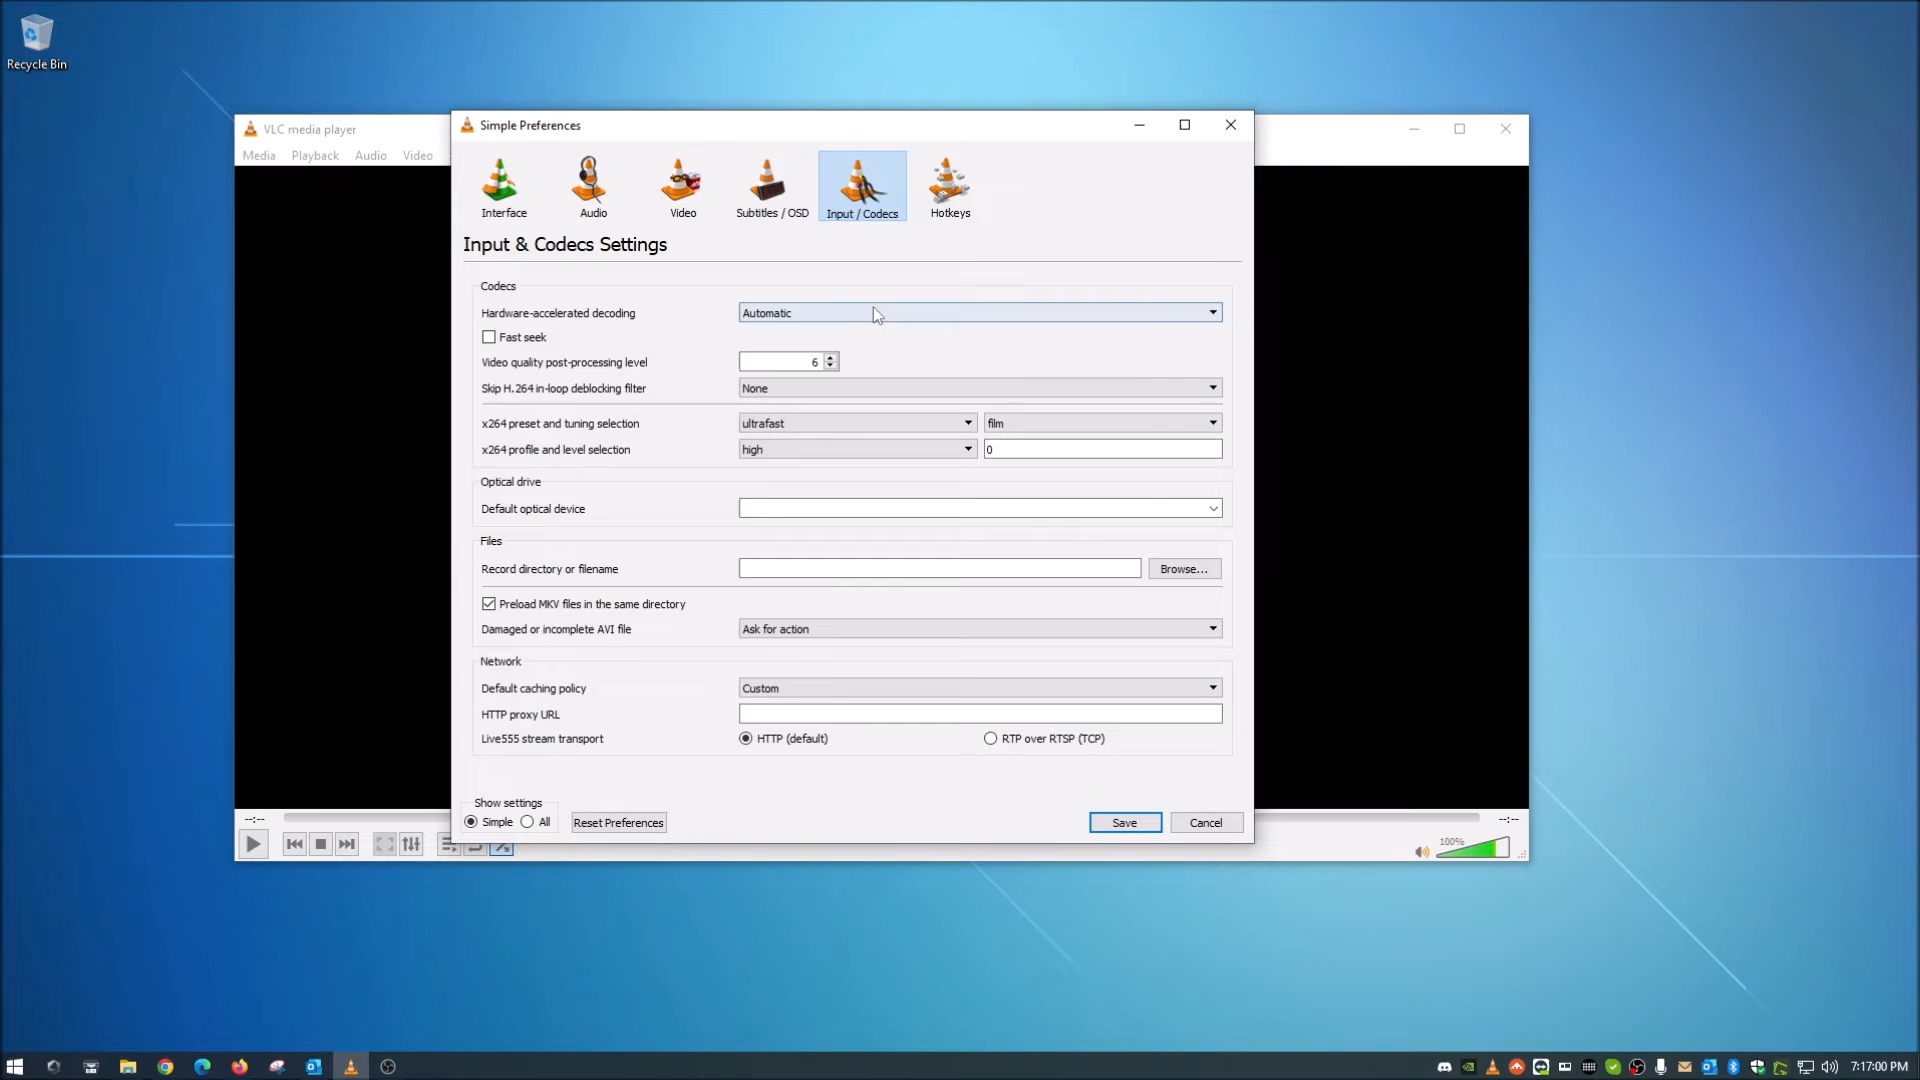 Recycle Bin
VLC media player
Media Playback Audio Video
Simple Preferences
Interface Audio Video Subtitles / OSD Input / Codecs Hotkeys
Input & Codecs Settings
Codecs
Hardware-accelerated decoding Automatic
Fast seek
Video quality post-processing level 6
Skip H.264 in-loop deblocking filter None
x264 preset and tuning selection ultrafast film
x264 profile and level selection high 0
Optical drive
Default optical device
Files
Record directory or filename Browse...
Preload MKV files in the same directory
Damaged or incomplete AVI file Ask for action
Network
Default caching policy Custom
HTTP proxy URL
Live555 stream transport HTTP (default) RTP over RTSP (TCP)
Show settings
Simple All Reset Preferences Save Cancel
--:-- --:--
100%
7:17:00 PM